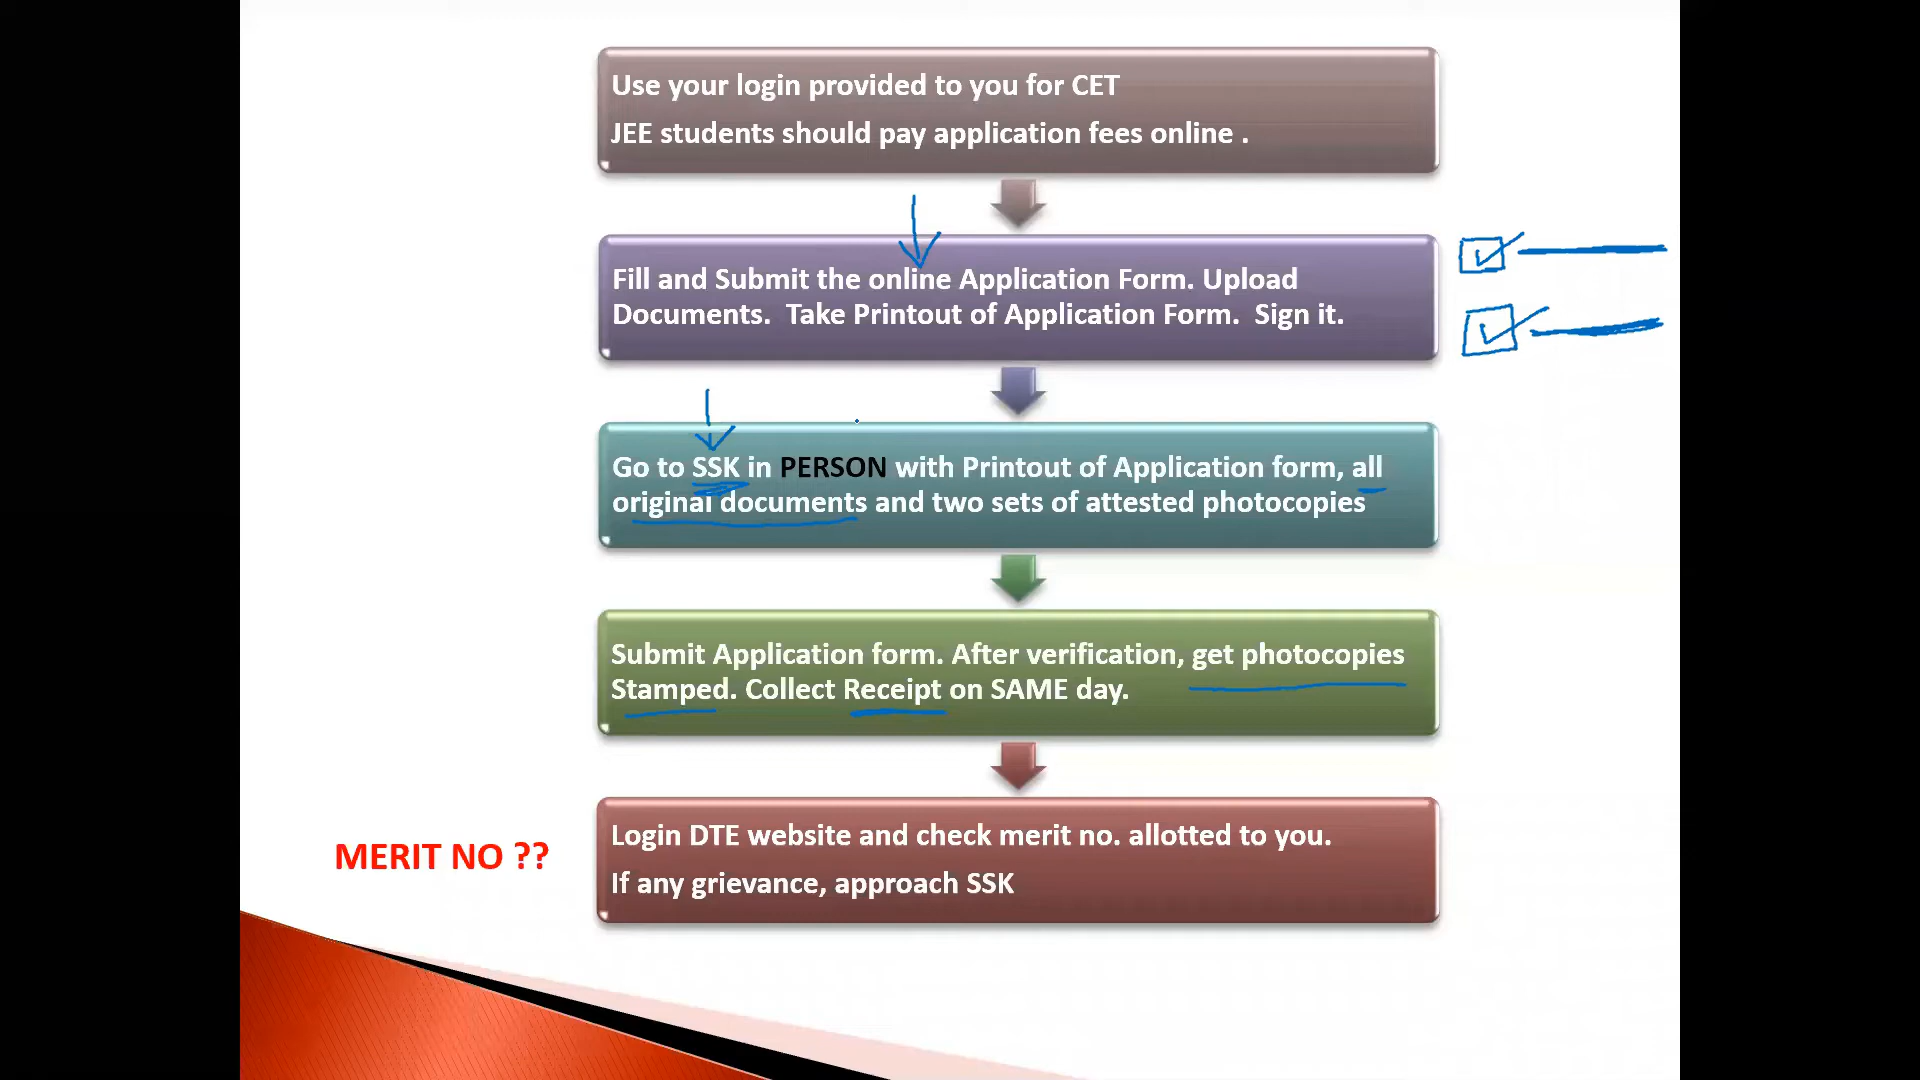 Use your login provided to you for CET
JEE students should pay application fees online .
Fill and Submit the online Application Form. Upload
Documents.  Take Printout of Application Form.  Sign it.
Go to SSK in PERSON with Printout of Application form, all
original documents and two sets of attested photocopies
Submit Application form. After verification, get photocopies
Stamped. Collect Receipt on SAME day.
MERIT NO ??
Login DTE website and check merit no. allotted to you.
If any grievance, approach SSK